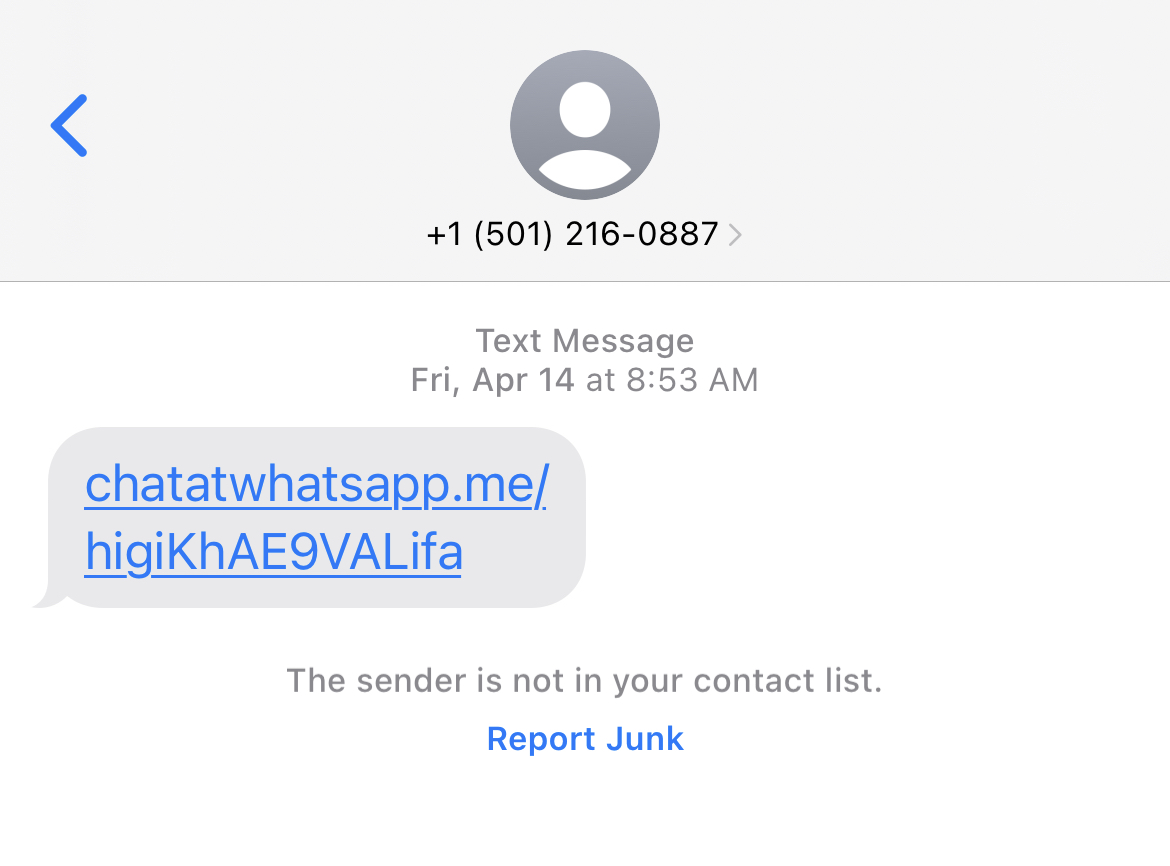 +1 (501) 216-0887
Text Message
Fri, Apr 14 at 8:53 AM
chatatwhatsapp.me/
higiKhAE9VALifa
The sender is not in your contact list.
Report Junk